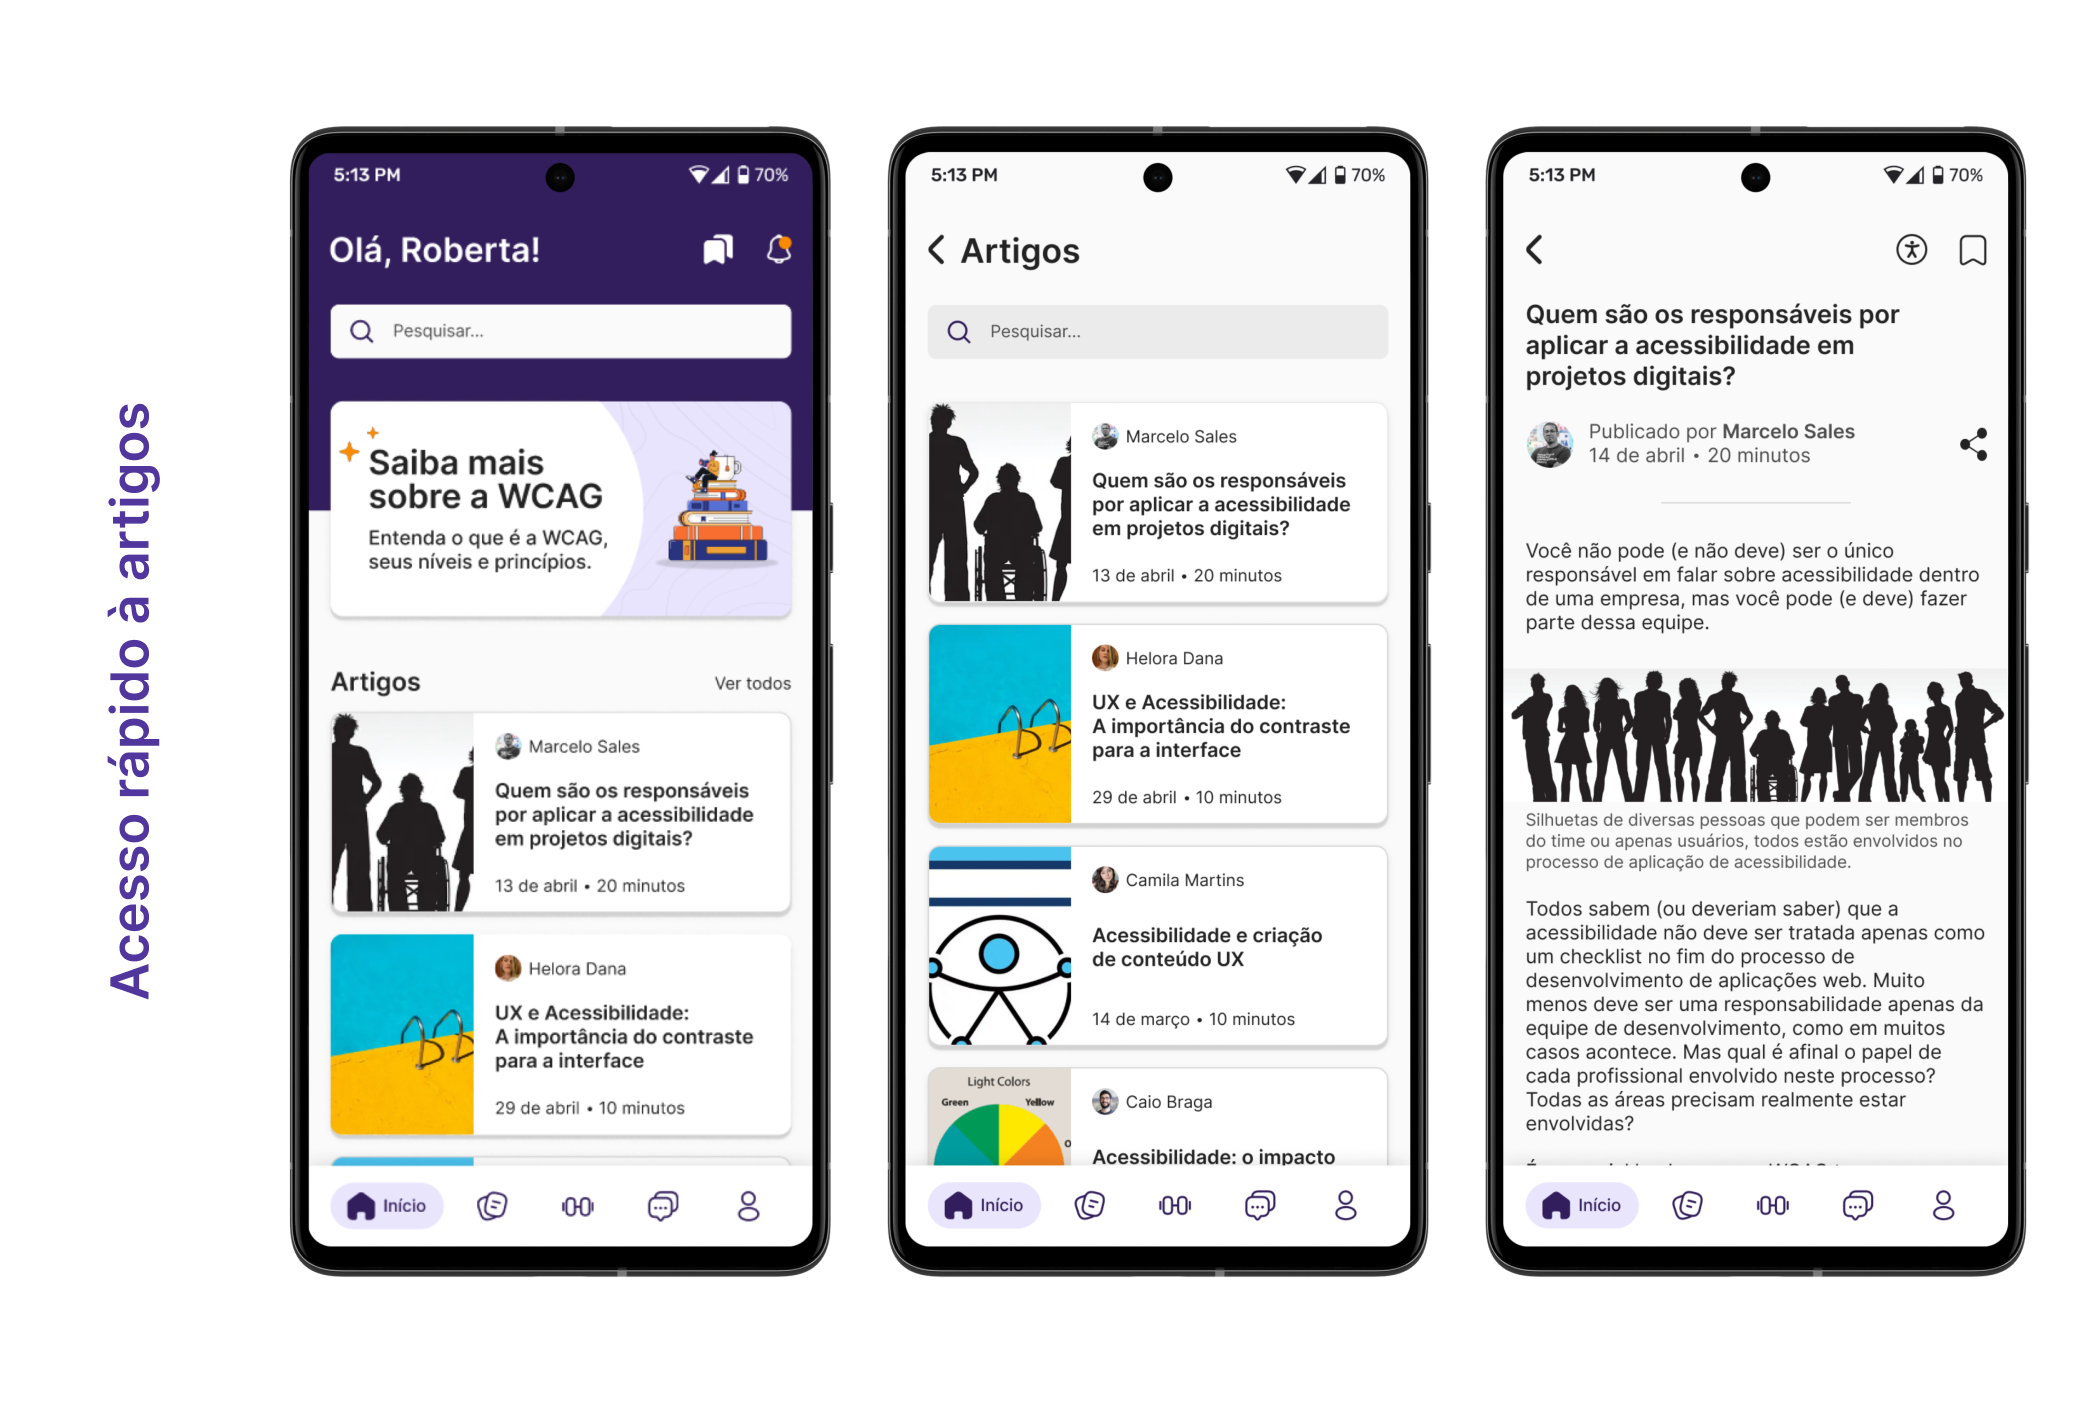 Acesso rápido à artigos
5:13 PM
70%
Olá, Roberta!
Pesquisar...
Saiba mais
sobre a WCAG
Entenda o que é a WCAG,
seus níveis e princípios.
Artigos
Ver todos
Marcelo Sales
Quem são os responsáveis
por aplicar a acessibilidade
em projetos digitais?
13 de abril • 20 minutos
Helora Dana
UX e Acessibilidade:
A importância do contraste
para a interface
29 de abril • 10 minutos
Início
5:13 PM
70%
Artigos
Pesquisar...
Marcelo Sales
Quem são os responsáveis
por aplicar a acessibilidade
em projetos digitais?
13 de abril • 20 minutos
Helora Dana
UX e Acessibilidade:
A importância do contraste
para a interface
29 de abril • 10 minutos
Camila Martins
Acessibilidade e criação
de conteúdo UX
14 de março • 10 minutos
Light Colors
Green
Yellow
Caio Braga
Acessibilidade: o impacto
Início
5:13 PM
70%
Quem são os responsáveis por
aplicar a acessibilidade em
projetos digitais?
Publicado por Marcelo Sales
14 de abril • 20 minutos
Você não pode (e não deve) ser o único
responsável em falar sobre acessibilidade dentro
de uma empresa, mas você pode (e deve) fazer
parte dessa equipe.
Silhuetas de diversas pessoas que podem ser membros
do time ou apenas usuários, todos estão envolvidos no
processo de aplicação de acessibilidade.
Todos sabem (ou deveriam saber) que a
acessibilidade não deve ser tratada apenas como
um checklist no fim do processo de
desenvolvimento de aplicações web. Muito
menos deve ser uma responsabilidade apenas da
equipe de desenvolvimento, como em muitos
casos acontece. Mas qual é afinal o papel de
cada profissional envolvido neste processo?
Todas as áreas precisam realmente estar
envolvidas?
Início